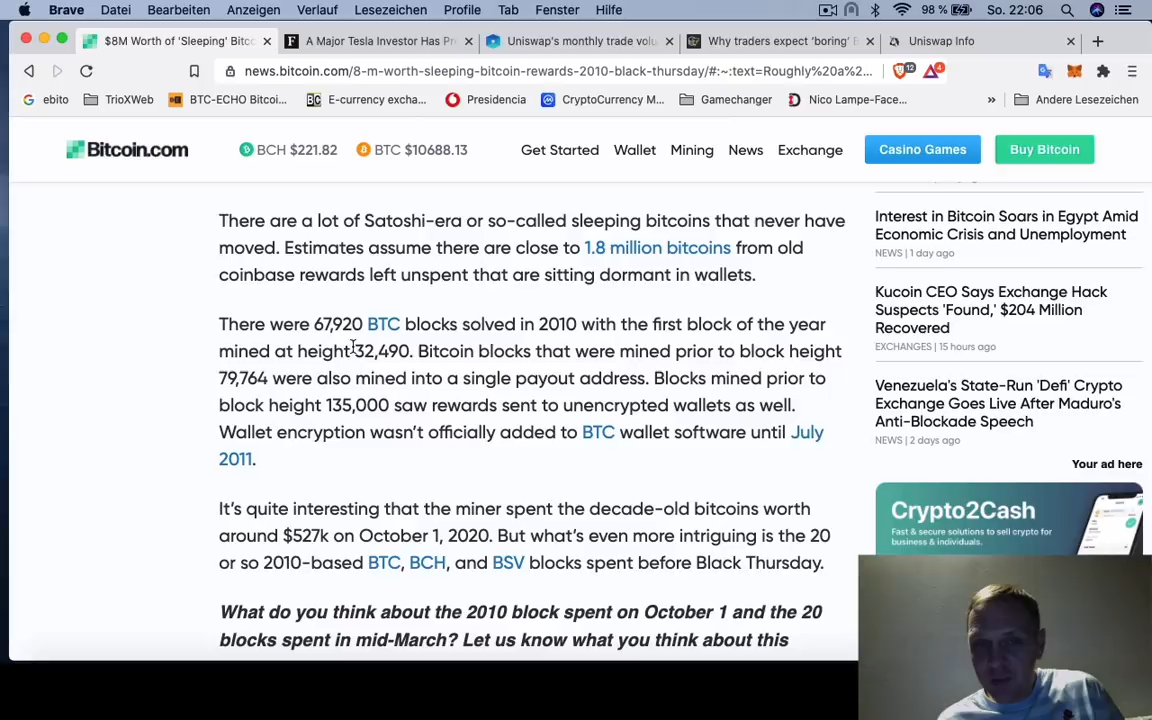 Brave Datei Bearbeiten Anzeigen Verlauf Lesezeichen Profile Tab Fenster Hilfe 98 % So. 22:06
$8M Worth of 'Sleeping' Bitco
A Major Tesla Investor Has Pr
Uniswap's monthly trade volu
Why traders expect 'boring' E
Uniswap Info
news.bitcoin.com/8-m-worth-sleeping-bitcoin-rewards-2010-black-thursday/#:~:text=Roughly%20a%2... 12 4
ebito TrioXWeb BTC-ECHO Bitcoi... E-currency excha... Presidencia CryptoCurrency M... Gamechanger Nico Lampe-Face... » Andere Lesezeichen
Bitcoin.com BCH $221.82 BTC $10688.13 Get Started Wallet Mining News Exchange Casino Games Buy Bitcoin
There are a lot of Satoshi-era or so-called sleeping bitcoins that never have
moved. Estimates assume there are close to 1.8 million bitcoins from old
coinbase rewards left unspent that are sitting dormant in wallets.
There were 67,920 BTC blocks solved in 2010 with the first block of the year
mined at height 32,490. Bitcoin blocks that were mined prior to block height
79,764 were also mined into a single payout address. Blocks mined prior to
block height 135,000 saw rewards sent to unencrypted wallets as well.
Wallet encryption wasn't officially added to BTC wallet software until July
2011.
It's quite interesting that the miner spent the decade-old bitcoins worth
around $527k on October 1, 2020. But what's even more intriguing is the 20
or so 2010-based BTC, BCH, and BSV blocks spent before Black Thursday.
What do you think about the 2010 block spent on October 1 and the 20
blocks spent in mid-March? Let us know what you think about this
Interest in Bitcoin Soars in Egypt Amid
Economic Crisis and Unemployment
NEWS | 1 day ago
Kucoin CEO Says Exchange Hack
Suspects 'Found,' $204 Million
Recovered
EXCHANGES | 15 hours ago
Venezuela's State-Run 'Defi' Crypto
Exchange Goes Live After Maduro's
Anti-Blockade Speech
NEWS | 2 days ago
Your ad here
Crypto2Cash
Fast & secure solutions to sell crypto for
business & individuals.